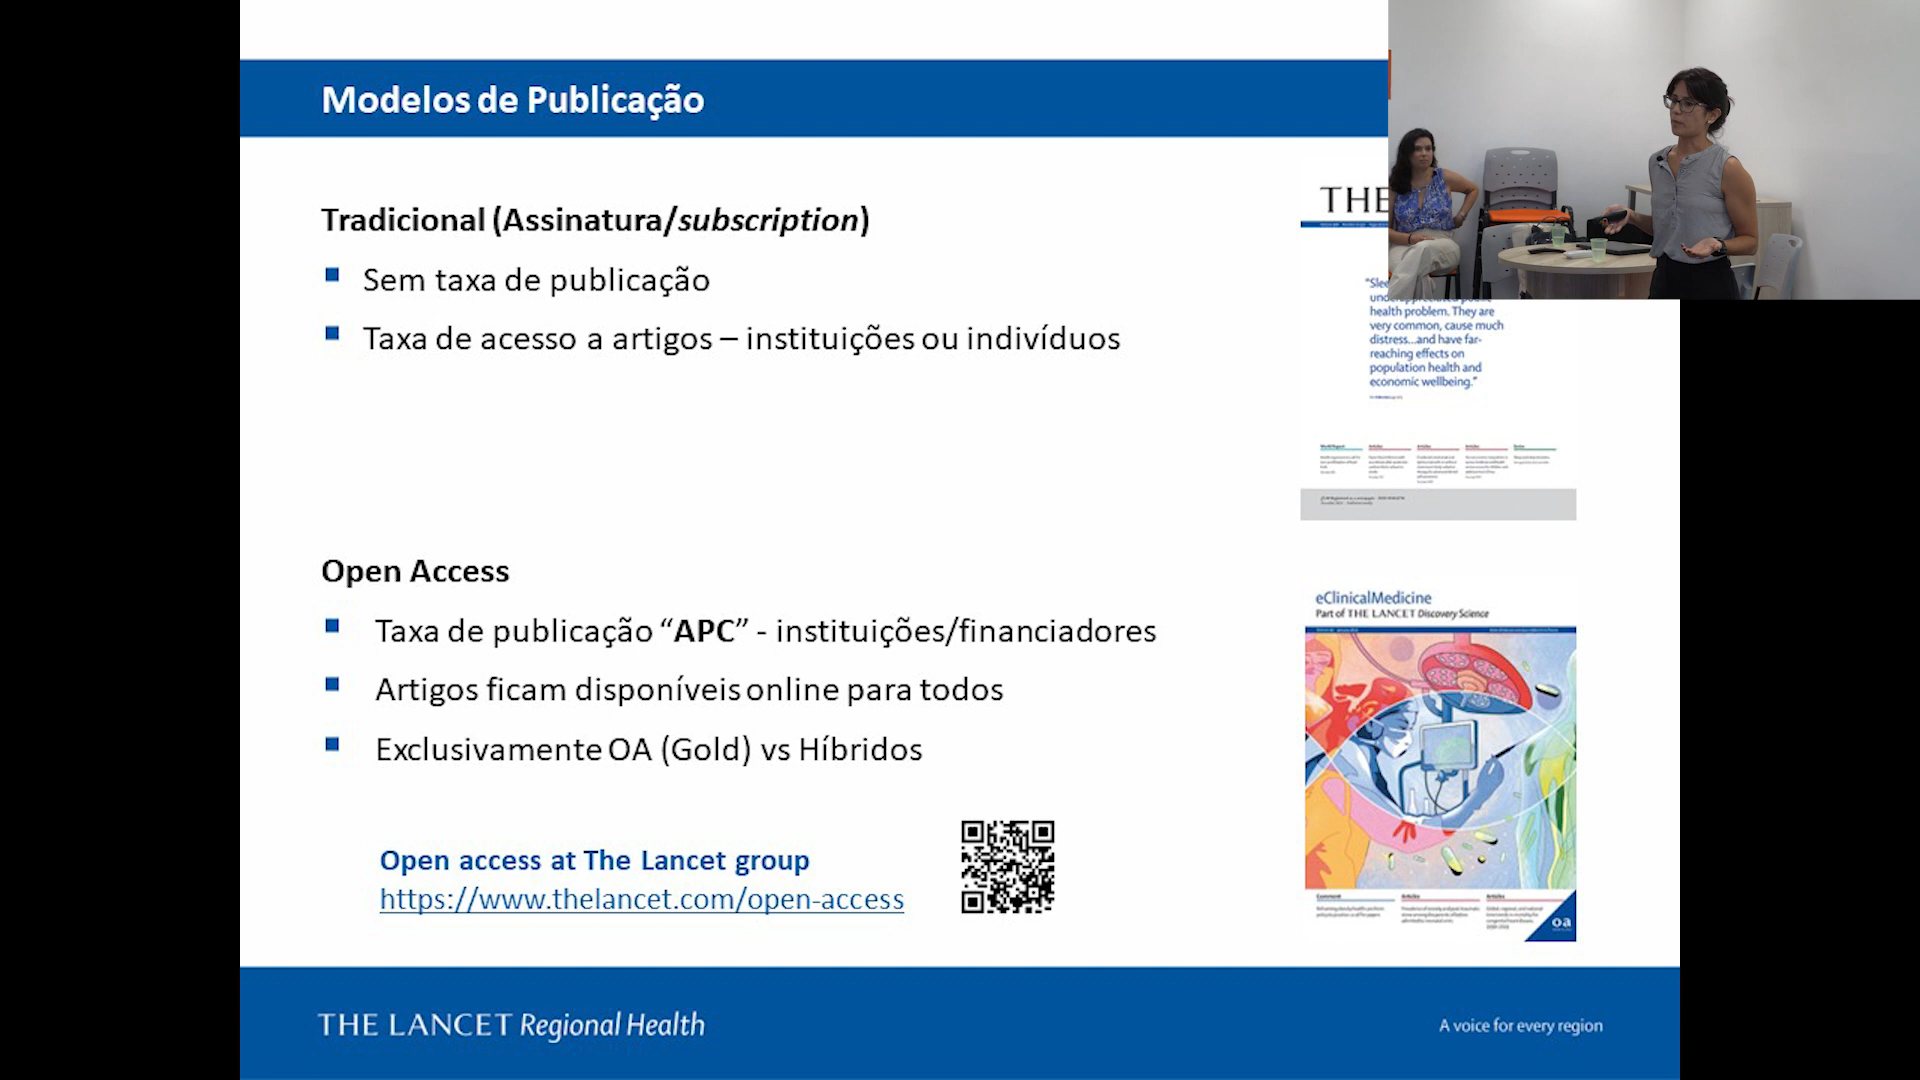 Modelos de Publicação
Tradicional (Assinatura/subscription)
Sem taxa de publicação
Taxa de acesso a artigos – instituições ou indivíduos
THE
health problem. They are
very common, cause much
distress...and have far-
reaching effects on
population health and
economic wellbeing."
Open Access
Taxa de publicação “APC” - instituições/financiadores
Artigos ficam disponíveis online para todos
Exclusivamente OA (Gold) vs Híbridos
Open access at The Lancet group
https://www.thelancet.com/open-access
eClinicalMedicine
Part of THE LANCET Discovery Science
Comment
Articles
Articles
oa
THE LANCET Regional Health
A voice for every region